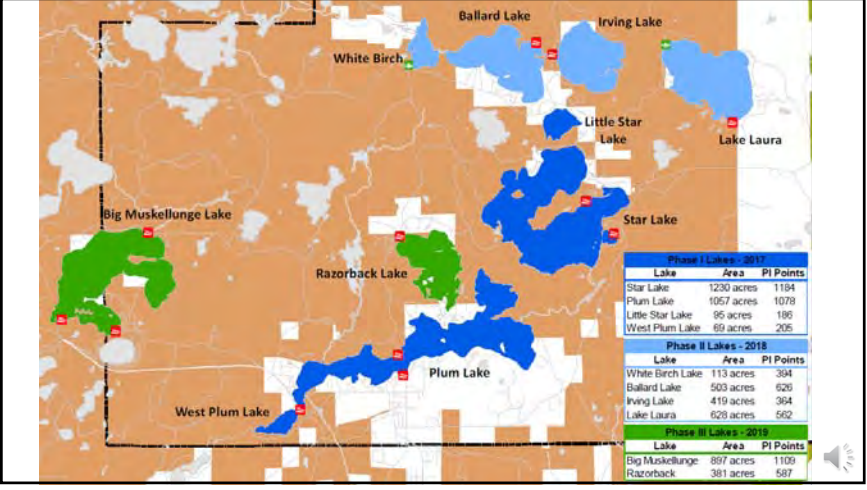 Ballard Lake
Irving Lake
White Birch
Little Star
Lake
Lake Laura
Big Muskellunge Lake
Star Lake
Razorback Lake
Plum Lake
West Plum Lake
Phase I Lakes - 2017
Lake Area PI Points
Star Lake 1230 acres 1184
Plum Lake 1057 acres 1078
Little Star Lake 95 acres 186
West Plum Lake 69 acres 205
Phase II Lakes - 2018
Lake Area PI Points
White Birch Lake 113 acres 394
Ballard Lake 503 acres 626
Irving Lake 419 acres 364
Lake Laura 628 acres 562
Phase III Lakes - 2019
Lake Area PI Points
Big Muskellunge 897 acres 1109
Razorback 381 acres 587